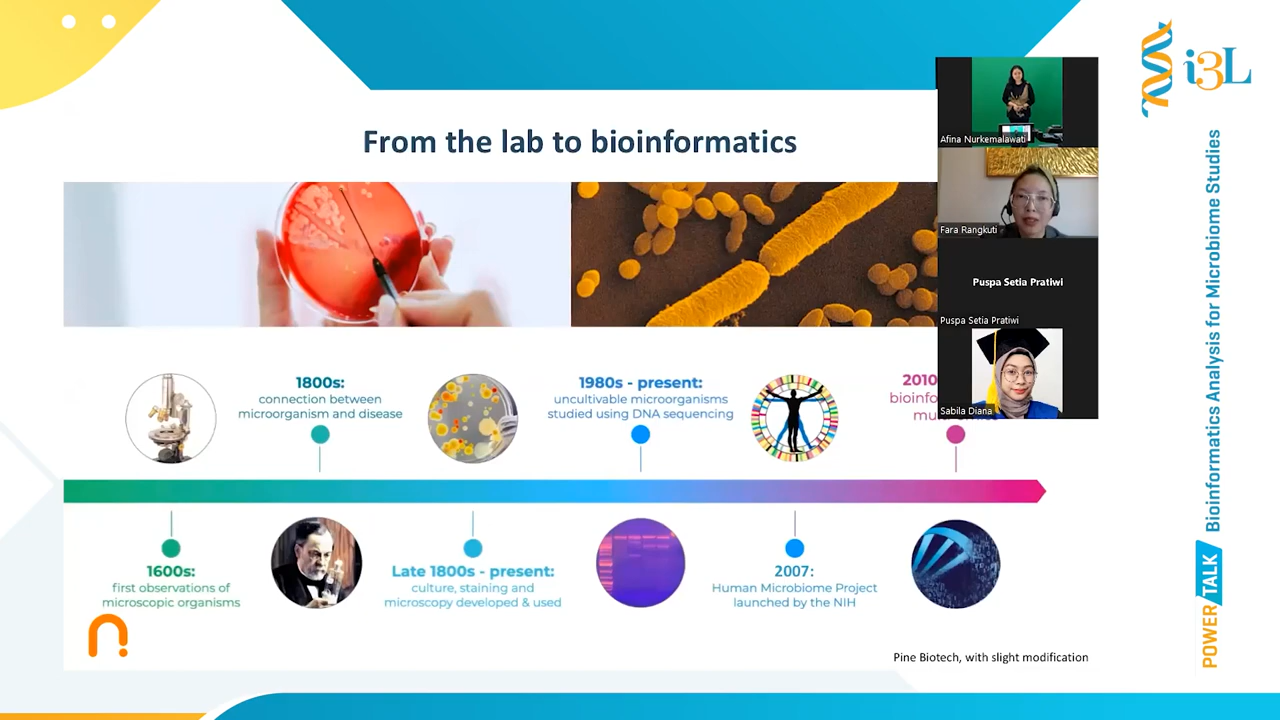 i3L
From the lab to bioinformatics
Afina Nurkemalawati
Fara Rangkuti
Puspa Setia Pratiwi
Puspa Setia Pratiwi
Sabila Diana
1800s:
connection between
microorganism and disease
1980s - present:
uncultivable microorganisms
studied using DNA sequencing
2010
1600s:
first observations of
microscopic organisms
Late 1800s - present:
culture, staining and
microscopy developed & used
2007:
Human Microbiome Project
launched by the NIH
Pine Biotech, with slight modification
POWER TALK Bioinformatics Analysis for Microbiome Studies